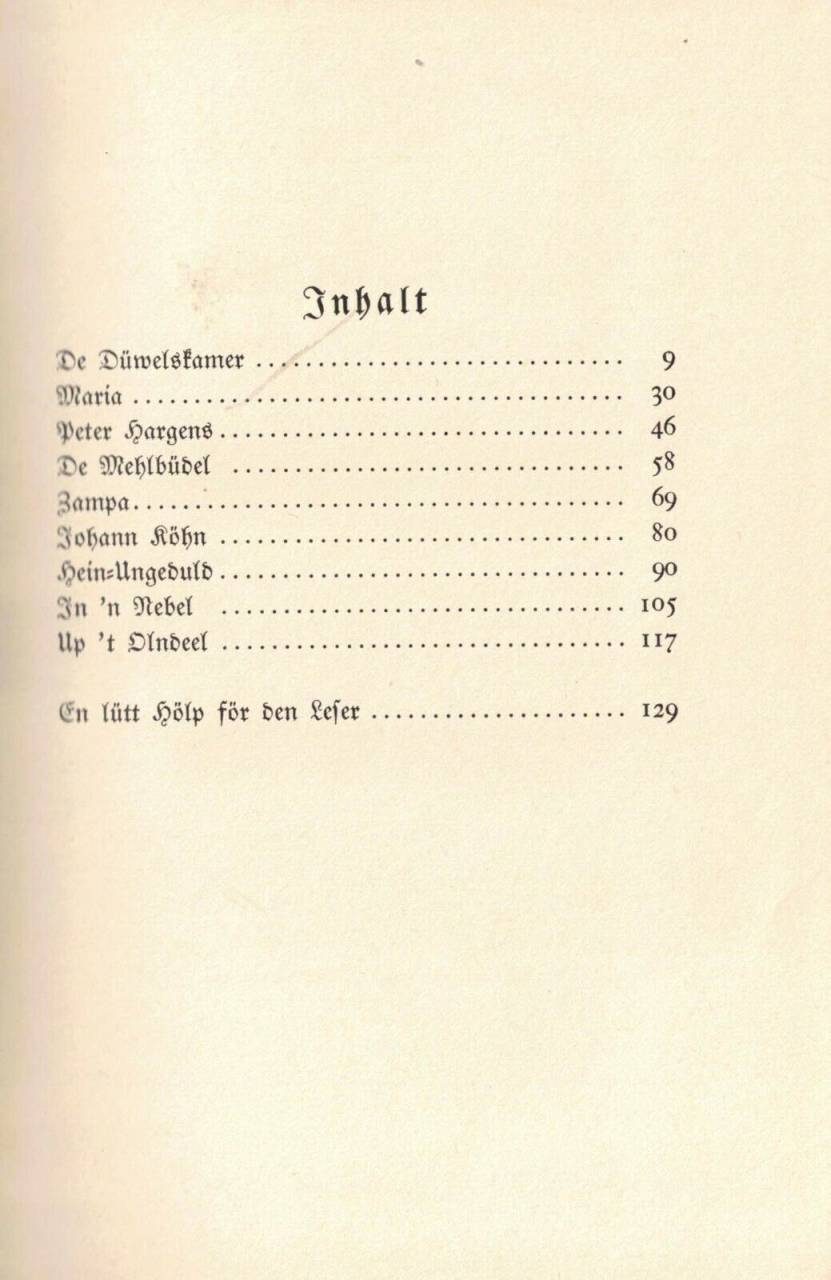 Inhalt
De Düwelskamer .............................. 9
Maria ........................................ 30
Peter Hargens ................................. 46
De Mehlbüdel ................................ 58
Zampa ........................................ 69
Johann Köhn ................................. 80
Hein-Ungeduld ................................. 90
In 'n Nebel ................................. 105
Up 't Olndeel ................................. 117
En lütt Hölp för den Leser ..................... 129